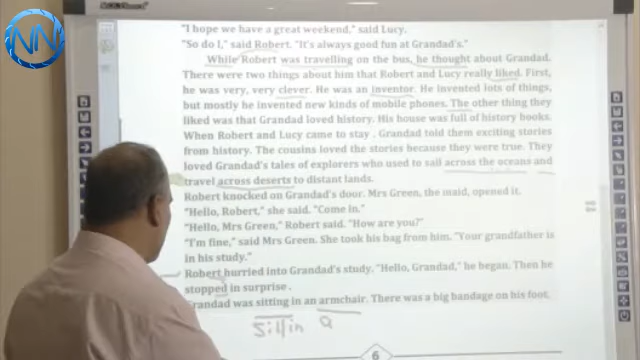 NN
"I hope we have a great weekend," said Lucy.
"So do I," said Robert. "It's always good fun at Grandad's."
While Robert was travelling on the bus, he thought about Grandad.
There were two things about him that Robert and Lucy really liked. First,
he was very, very clever. He was an inventor. He invented lots of things,
but mostly he invented new kinds of mobile phones. The other thing they
liked was that Grandad loved history. His house was full of history books.
When Robert and Lucy came to stay . Grandad told them exciting stories
from history. The cousins loved the stories because they were true. They
loved Grandad's tales of explorers who used to sail across the oceans and
travel across deserts to distant lands.
Robert knocked on Grandad's door. Mrs Green, the maid, opened it.
"Hello, Robert," she said. "Come in."
"Hello, Mrs Green," Robert said. "How are you?"
"I'm fine," said Mrs Green. She took his bag from him. "Your grandfather is
in his study."
Robert hurried into Grandad's study. "Hello, Grandad," he began. Then he
stopped in surprise .
Grandad was sitting in an armchair. There was a big bandage on his foot.
in a
6